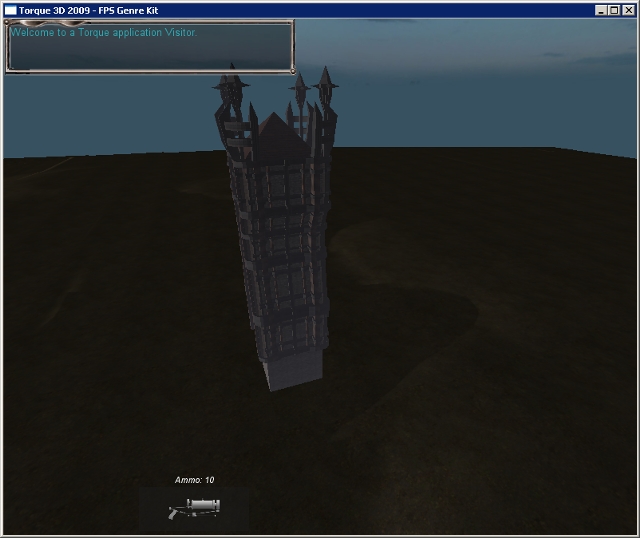 Torque 3D 2009 - FPS Genre Kit
Welcome to a Torque application Visitor.
Ammo: 10